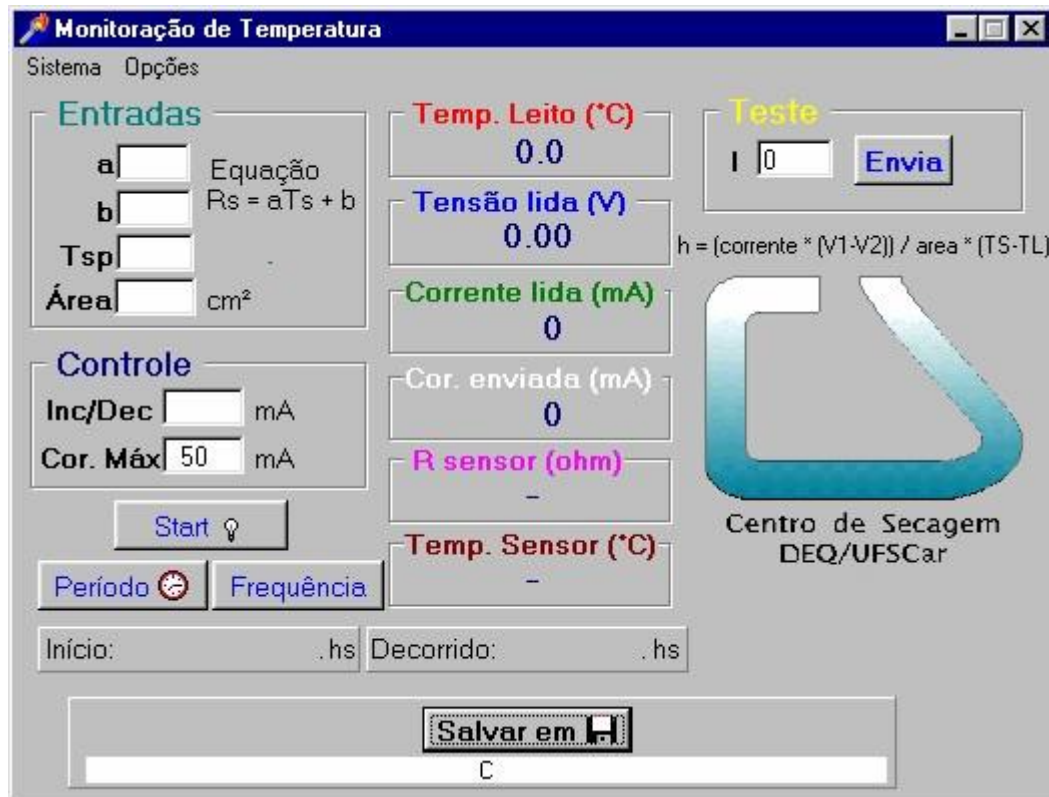 Monitoração de Temperatura
Sistema Opções
Entradas
a
b
Tsp
Área cm²
Equação
Rs = aTs + b
Controle
Inc/Dec mA
Cor. Máx 50 mA
Start
Período
Frequência
Temp. Leito (°C)
0.0
Tensão lida (V)
0.00
Corrente lida (mA)
0
Cor. enviada (mA)
0
R sensor (ohm)
-
Temp. Sensor (°C)
-
Teste
I 0 Envia
h = (corrente * (V1-V2)) / area * (TS-TL)
Centro de Secagem
DEQ/UFSCar
Início: . hs
Decorrido: . hs
Salvar em
C